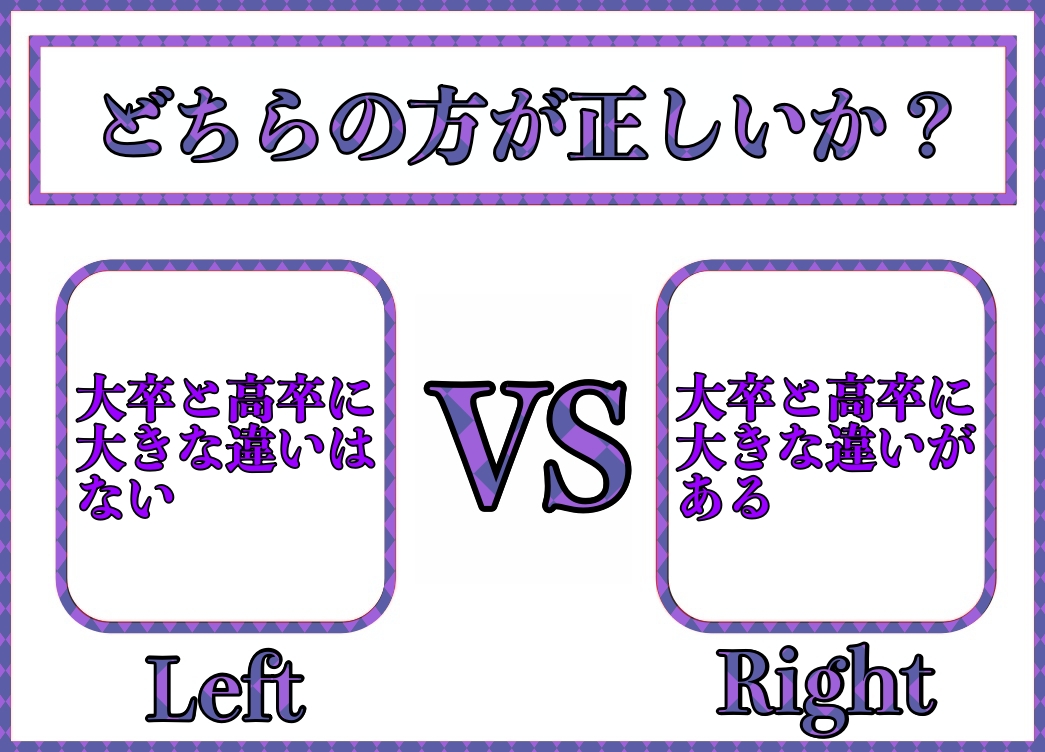 どちらの方が正しいか？
大卒と高卒に
大きな違いは
ない
VS
大卒と高卒に
大きな違いが
ある
Left
Right